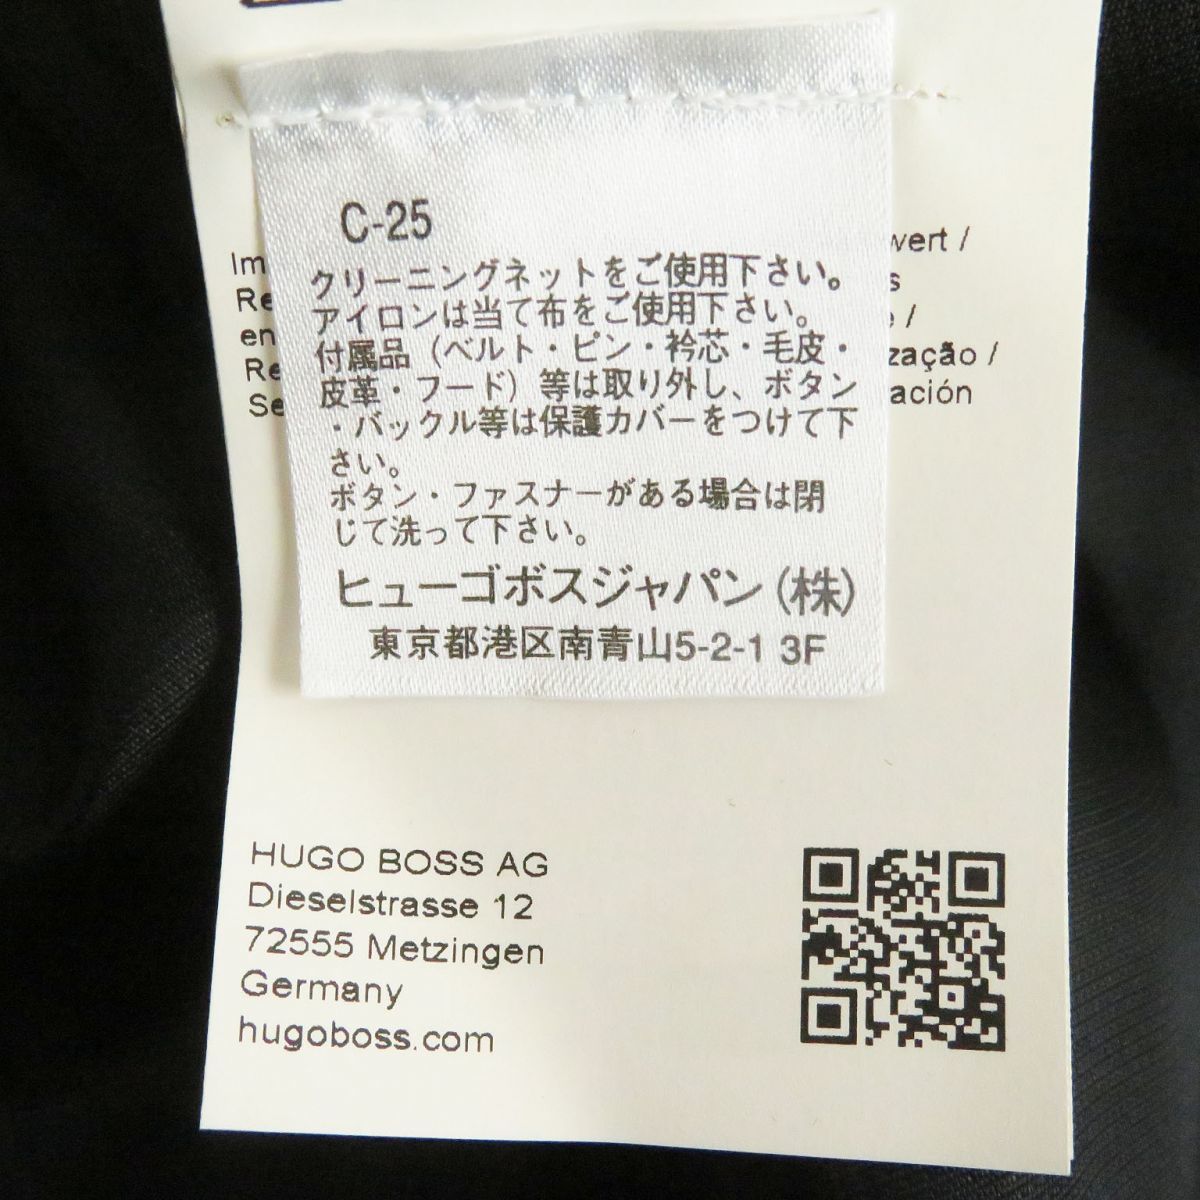 C-25
クリーニングネットをご使用下さい。
アイロンは当て布をご使用下さい。
付属品（ベルト・ピン・衿芯・毛皮・
皮革・フード）等は取り外し、ボタン
・バックル等は保護カバーをつけて下
さい。
ボタン・ファスナーがある場合は閉
じて洗って下さい。
ヒューゴボスジャパン(株)
東京都港区南青山5-2-1 3F
HUGO BOSS AG
Dieselstrasse 12
72555 Metzingen
Germany
hugoboss.com